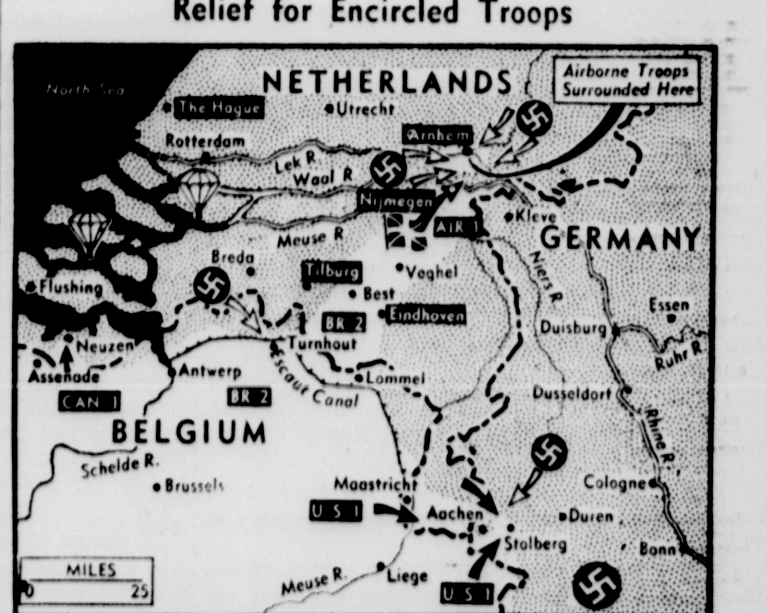 Relief for Encircled Troops
North Sea
NETHERLANDS
Airborne Troops
Surrounded Here
The Hague
Utrecht
Rotterdam
Arnhem
Lek R.
Waal R
Nijmegen
Kleve
AIR 1
GERMANY
Meuse R
Breda
Tilburg
Veghel
Niers R.
Flushing
Best
Essen
BR 2
Eindhoven
Duisburg
Neuzen
Turnhout
Ruhr R.
Assenade
Antwerp
Escaut Canal
Lommel
CAN 1
BR 2
Dusseldorf
BELGIUM
Rhine R.
Schelde R.
Brussels
Maastricht
Cologne
U S 1
Aachen
Duren
Stolberg
Bonn
MILES
0 25
Meuse R.
Liege
U S 1